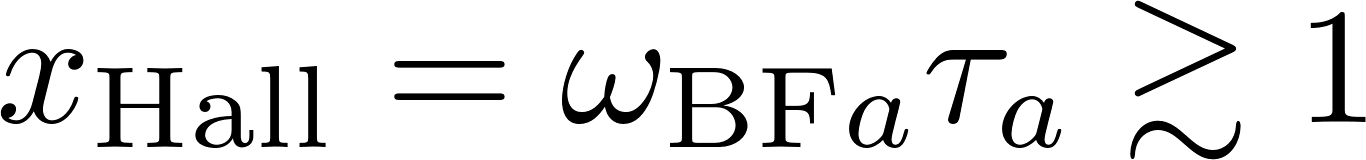 x_{Hall} = ω_{BFa} τ_a ≳ 1